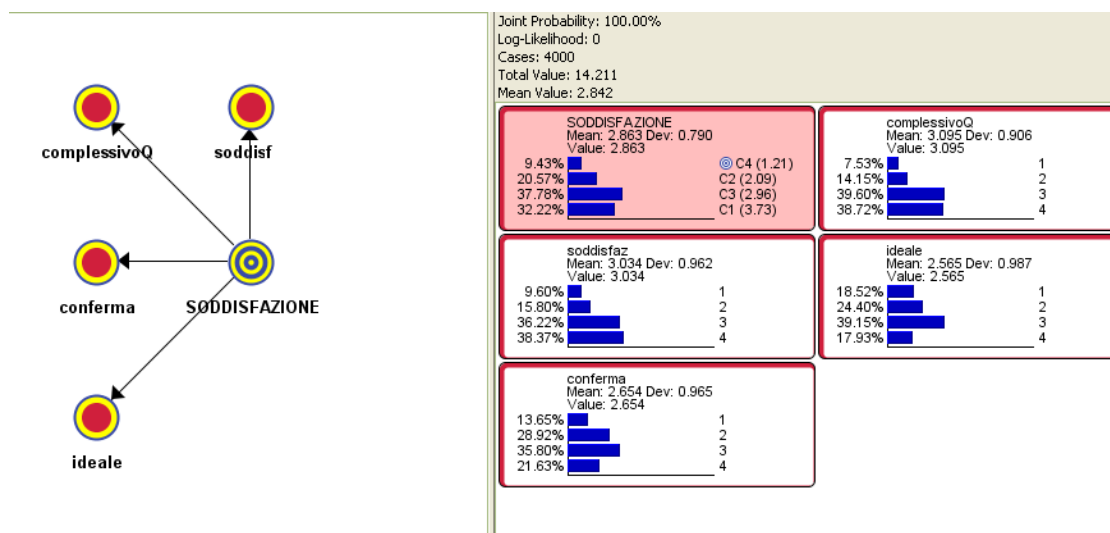 complessivoQ
soddisf
conferma
SODDISFAZIONE
ideale
Joint Probability: 100.00%
Log-Likelihood: 0
Cases: 4000
Total Value: 14.211
Mean Value: 2.842
SODDISFAZIONE
Mean: 2.863 Dev: 0.790
Value: 2.863
9.43% C4 (1.21)
20.57% C2 (2.09)
37.78% C3 (2.96)
32.22% C1 (3.73)
complessivoQ
Mean: 3.095 Dev: 0.906
Value: 3.095
7.53% 1
14.15% 2
39.60% 3
38.72% 4
soddisfaz
Mean: 3.034 Dev: 0.962
Value: 3.034
9.60% 1
15.80% 2
36.22% 3
38.37% 4
ideale
Mean: 2.565 Dev: 0.987
Value: 2.565
18.52% 1
24.40% 2
39.15% 3
17.93% 4
conferma
Mean: 2.654 Dev: 0.965
Value: 2.654
13.65% 1
28.92% 2
35.80% 3
21.63% 4